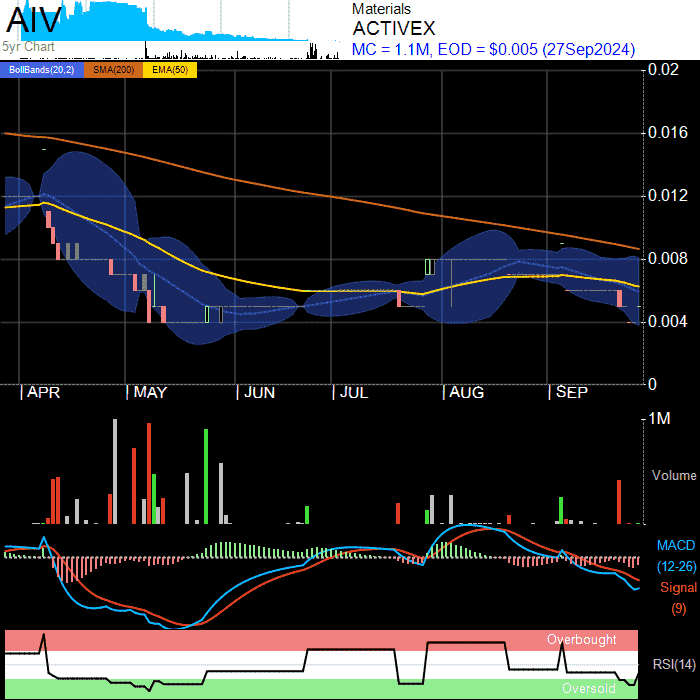 AIV
5yr Chart
Materials
ACTIVEX
MC = 1.1M, EOD = $0.005 (27Sep2024)
BollBands(20,2) SMA(200) EMA(50)
0.02
0.016
0.012
0.008
0.004
0
APR MAY JUN JUL AUG SEP
1M
Volume
MACD
(12-26)
Signal
(9)
Overbought
RSI(14)
Oversold